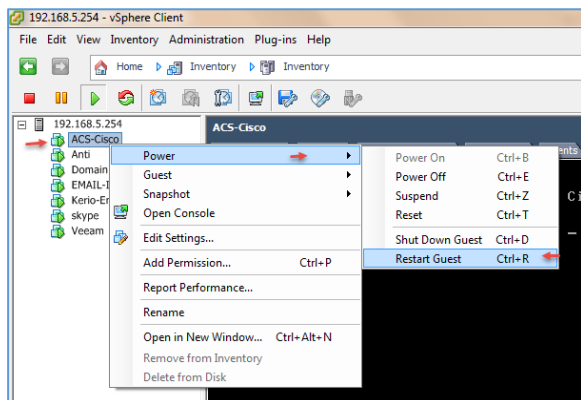 192.168.5.254 - vSphere Client
File Edit View Inventory Administration Plug-ins Help
Home Inventory Inventory
192.168.5.254
ACS-Cisco
Anti
Domain
EMAIL-I
Kerio-Er
skype
Veeam
ACS-Cisco
ents
Ci
Power
Guest
Snapshot
Open Console
Edit Settings...
Add Permission... Ctrl+P
Report Performance...
Rename
Open in New Window... Ctrl+Alt+N
Remove from Inventory
Delete from Disk
Power On Ctrl+B
Power Off Ctrl+E
Suspend Ctrl+Z
Reset Ctrl+T
Shut Down Guest Ctrl+D
Restart Guest Ctrl+R